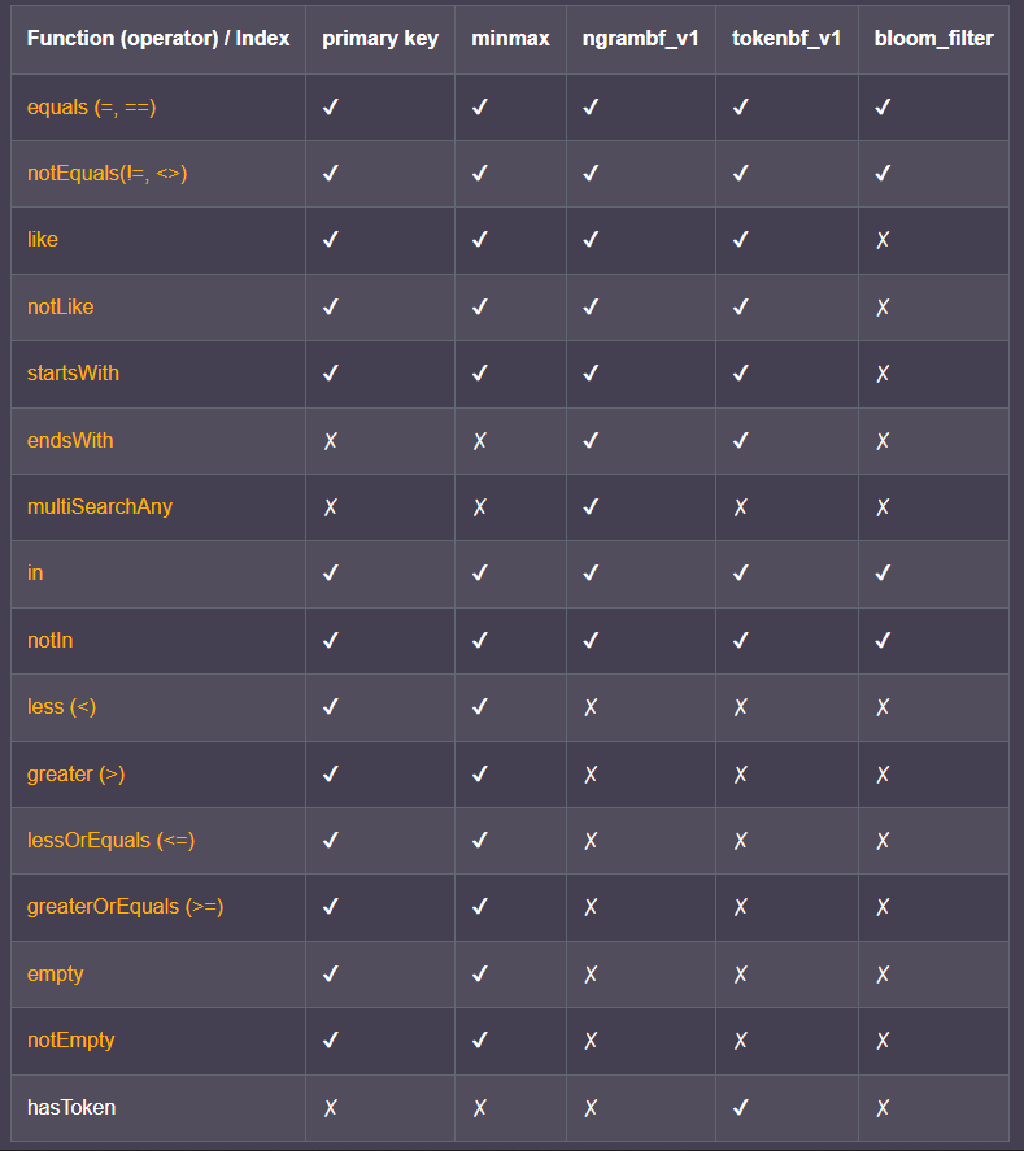 Function (operator) / Index primary key minmax ngrambf_v1 tokenbf_v1 bloom_filter
equals (=, ==) ✔ ✔ ✔ ✔ ✔
notEquals(!=, <>) ✔ ✔ ✔ ✔ ✔
like ✔ ✔ ✔ ✔ ✗
notLike ✔ ✔ ✔ ✔ ✗
startsWith ✔ ✔ ✔ ✔ ✗
endsWith ✗ ✗ ✔ ✔ ✗
multiSearchAny ✗ ✗ ✔ ✗ ✗
in ✔ ✔ ✔ ✔ ✔
notIn ✔ ✔ ✔ ✔ ✔
less (<) ✔ ✔ ✗ ✗ ✗
greater (>) ✔ ✔ ✗ ✗ ✗
lessOrEquals (<=) ✔ ✔ ✗ ✗ ✗
greaterOrEquals (>=) ✔ ✔ ✗ ✗ ✗
empty ✔ ✔ ✗ ✗ ✗
notEmpty ✔ ✔ ✗ ✗ ✗
hasToken ✗ ✗ ✗ ✔ ✗